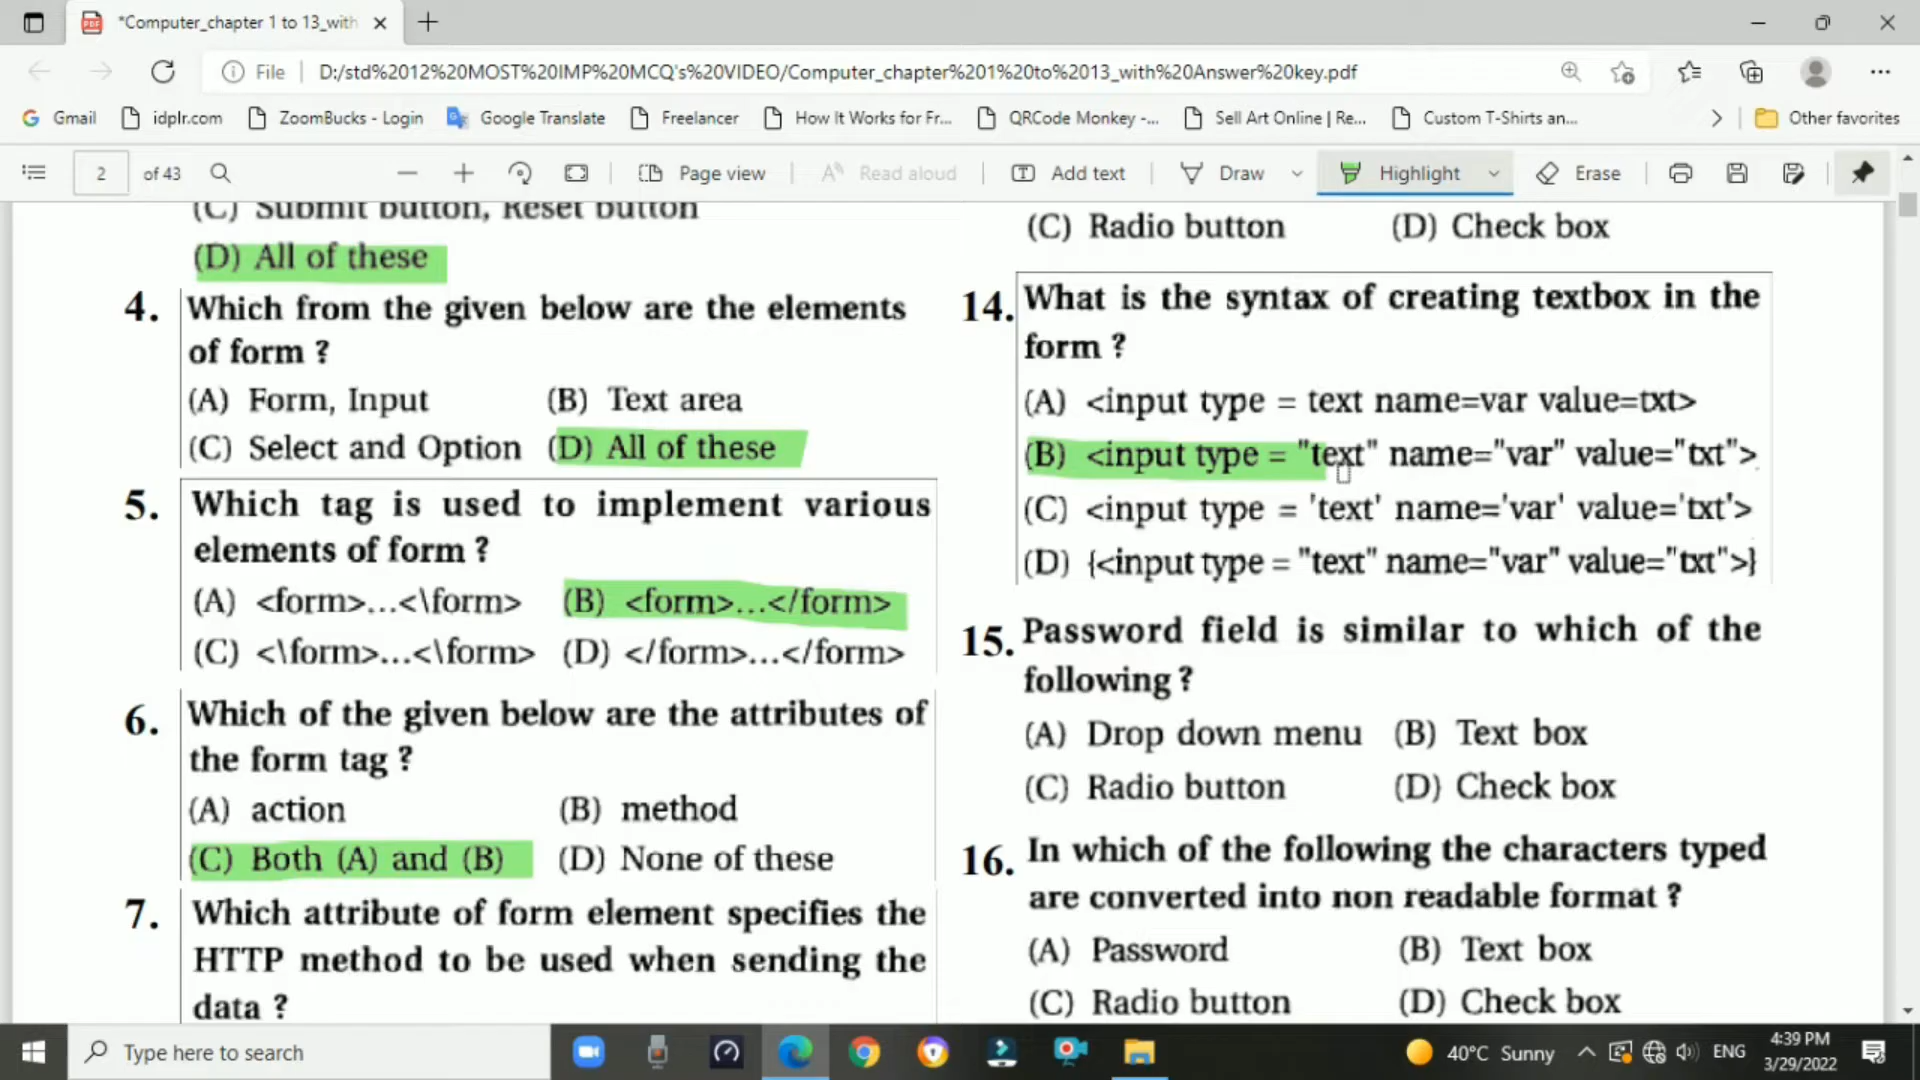 *Computer_chapter 1 to 13_with
File
D:/std%2012%20MOST%20IMP%20MCQ's%20VIDEO/Computer_chapter%201%20to%2013_with%20Answer%20key.pdf
Gmail
idplr.com
ZoomBucks - Login
Google Translate
Freelancer
How It Works for Fr...
QRCode Monkey -...
Sell Art Online | Re...
Custom T-Shirts an...
Other favorites
2 of 43
Page view
Read aloud
Add text
Draw
Highlight
Erase
(C) Submit button, Reset button
(D) All of these
4. Which from the given below are the elements
of form ?
(A) Form, Input (B) Text area
(C) Select and Option (D) All of these
5. Which tag is used to implement various
elements of form ?
(A) <form>...<\form> (B) <form>...</form>
(C) <\form>...<\form> (D) </form>...</form>
6. Which of the given below are the attributes of
the form tag ?
(A) action (B) method
(C) Both (A) and (B) (D) None of these
7. Which attribute of form element specifies the
HTTP method to be used when sending the
data ?
(C) Radio button (D) Check box
14. What is the syntax of creating textbox in the
form ?
(A) <input type = text name=var value=txt>
(B) <input type = "text" name="var" value="txt">
(C) <input type = 'text' name='var' value='txt'>
(D) {<input type = "text" name="var" value="txt">}
15. Password field is similar to which of the
following ?
(A) Drop down menu (B) Text box
(C) Radio button (D) Check box
16. In which of the following the characters typed
are converted into non readable format ?
(A) Password (B) Text box
(C) Radio button (D) Check box
Type here to search
40°C Sunny
ENG
4:39 PM
3/29/2022